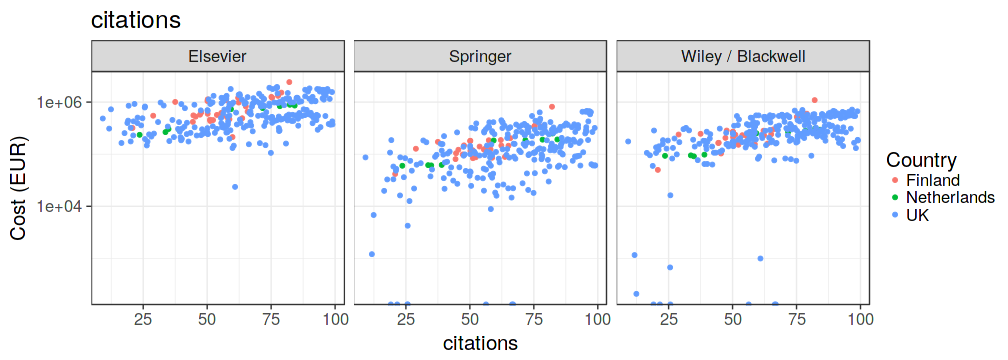 citations
Elsevier
Springer
Wiley / Blackwell
Cost (EUR)
1e+06
1e+04
25 50 75 100
25 50 75 100
25 50 75 100
citations
Country
Finland
Netherlands
UK